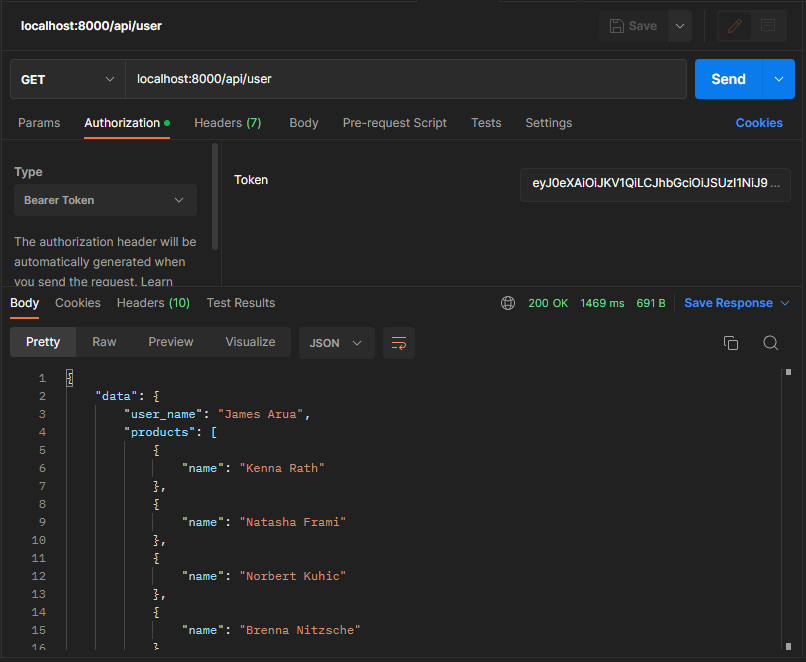 localhost:8000/api/user
Save
GET
localhost:8000/api/user
Send
Params Authorization Headers (7) Body Pre-request Script Tests Settings Cookies
Type
Bearer Token
Token
eyJ0eXAiOiJKV1QiLCJhbGciOiJSUzI1NiJ9 ...
The authorization header will be
automatically generated when
you send the request. Learn
Body Cookies Headers (10) Test Results 200 OK 1469 ms 691 B Save Response
Pretty Raw Preview Visualize JSON
1 {
2 "data": {
3 "user_name": "James Arua",
4 "products": [
5 {
6 "name": "Kenna Rath"
7 },
8 {
9 "name": "Natasha Frami"
10 },
11 {
12 "name": "Norbert Kuhic"
13 },
14 {
15 "name": "Brenna Nitzsche"
16 }